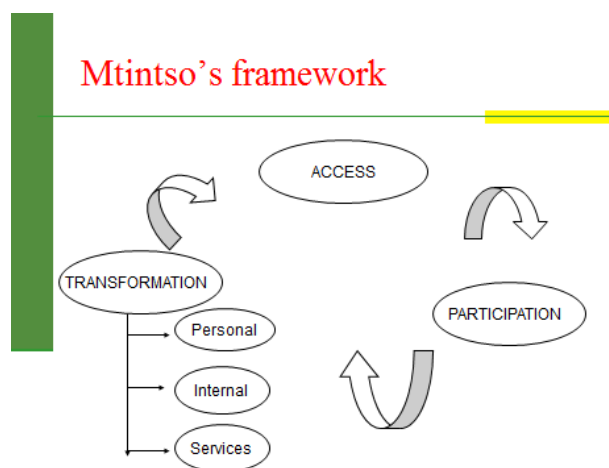 Mtintso's framework
ACCESS
TRANSFORMATION
PARTICIPATION
Personal
Internal
Services